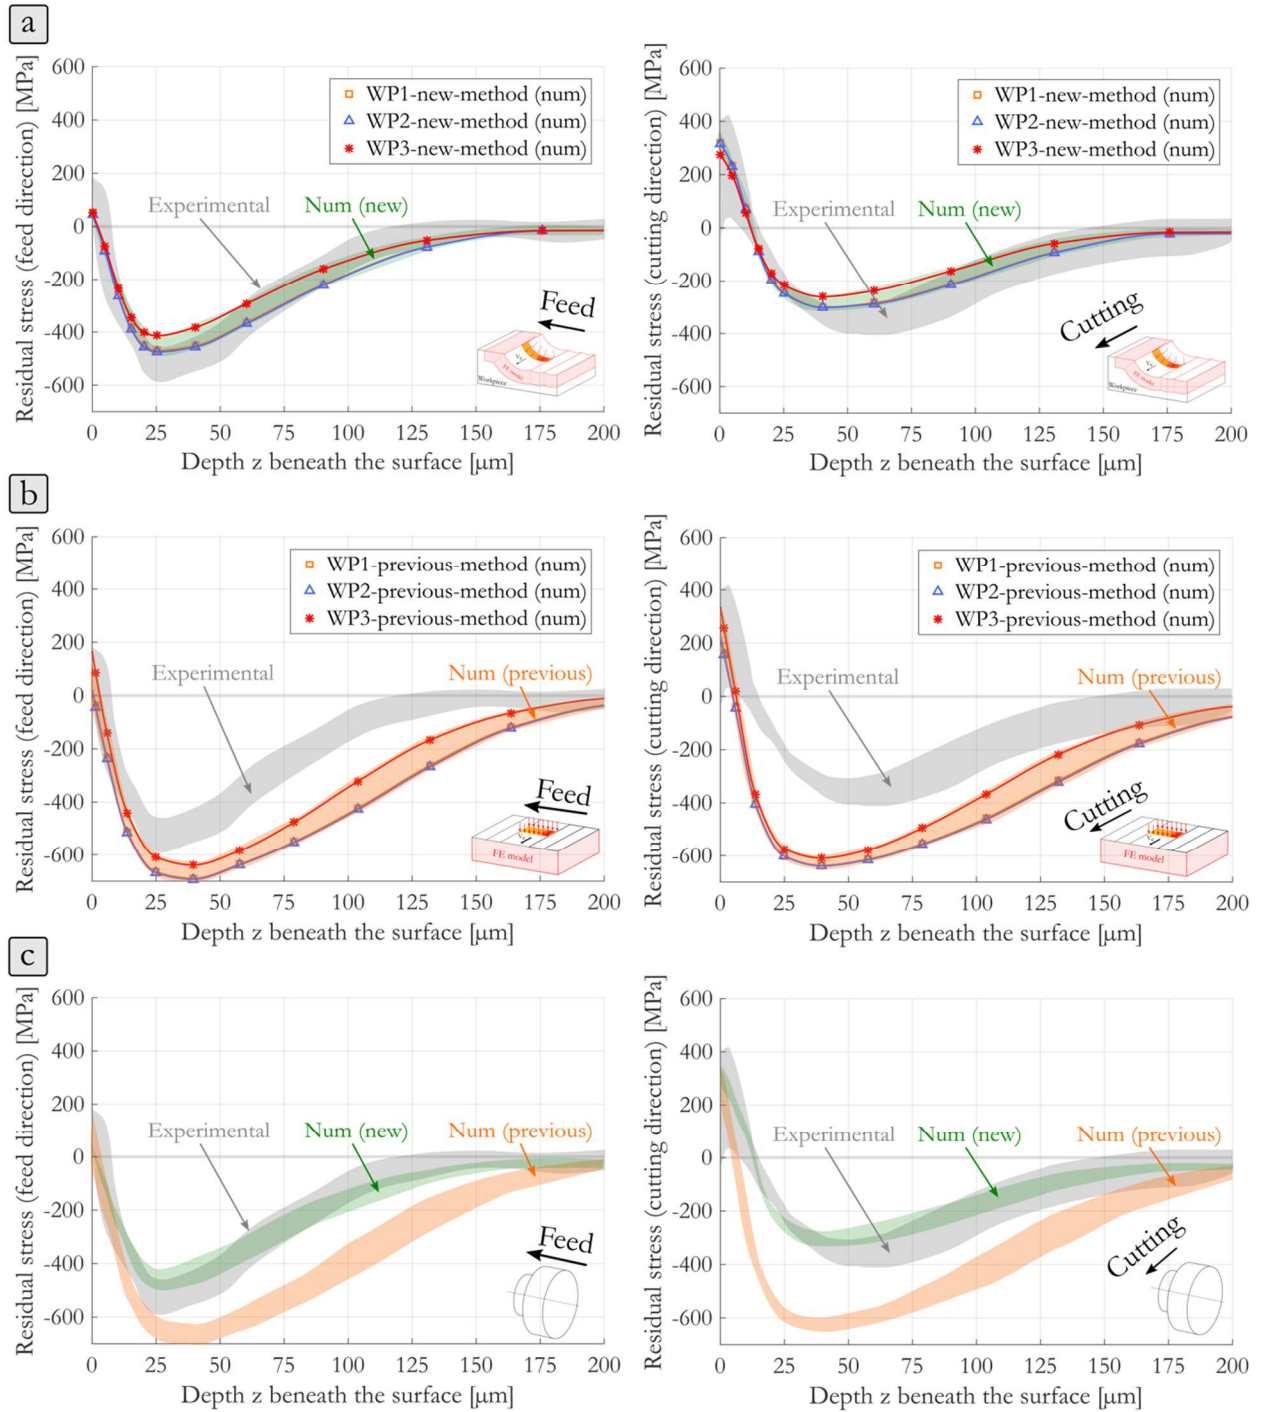 a
Residual stress (feed direction) [MPa]
600
400
200
0
-200
-400
-600
WP1-new-method (num)
WP2-new-method (num)
WP3-new-method (num)
Experimental
Num (new)
Feed
FE model
Workpiece
0 25 50 75 100 125 150 175 200
Depth z beneath the surface [μm]
Residual stress (cutting direction) [MPa]
600
400
200
0
-200
-400
-600
WP1-new-method (num)
WP2-new-method (num)
WP3-new-method (num)
Experimental
Num (new)
Cutting
FE model
Workpiece
0 25 50 75 100 125 150 175 200
Depth z beneath the surface [μm]
b
Residual stress (feed direction) [MPa]
600
400
200
0
-200
-400
-600
WP1-previous-method (num)
WP2-previous-method (num)
WP3-previous-method (num)
Experimental
Num (previous)
Feed
FE model
0 25 50 75 100 125 150 175 200
Depth z beneath the surface [μm]
Residual stress (cutting direction) [MPa]
600
400
200
0
-200
-400
-600
WP1-previous-method (num)
WP2-previous-method (num)
WP3-previous-method (num)
Experimental
Num (previous)
Cutting
FE model
0 25 50 75 100 125 150 175 200
Depth z beneath the surface [μm]
c
Residual stress (feed direction) [MPa]
600
400
200
0
-200
-400
-600
Experimental
Num (new)
Num (previous)
Feed
0 25 50 75 100 125 150 175 200
Depth z beneath the surface [μm]
Residual stress (cutting direction) [MPa]
600
400
200
0
-200
-400
-600
Experimental
Num (new)
Num (previous)
Cutting
0 25 50 75 100 125 150 175 200
Depth z beneath the surface [μm]